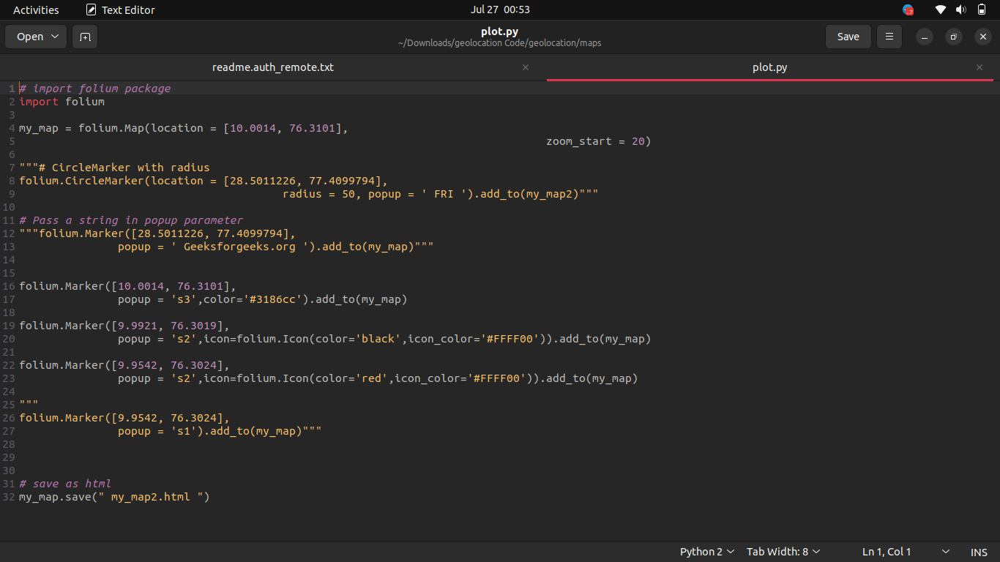 Activities Text Editor Jul 27 00:53 7
Open plot.py Save
~/Downloads/geolocation Code/geolocation/maps
readme.auth_remote.txt × plot.py ×
1 # import folium package
2 import folium
3
4 my_map = folium.Map(location = [10.0014, 76.3101],
5 zoom_start = 20)
6
7 """# CircleMarker with radius
8 folium.CircleMarker(location = [28.5011226, 77.4099794],
9 radius = 50, popup = ' FRI ').add_to(my_map2)"""
10
11 # Pass a string in popup parameter
12 """folium.Marker([28.5011226, 77.4099794],
13 popup = ' Geeksforgeeks.org ').add_to(my_map)"""
14
15
16 folium.Marker([10.0014, 76.3101],
17 popup = 's3',color='#3186cc').add_to(my_map)
18
19 folium.Marker([9.9921, 76.3019],
20 popup = 's2',icon=folium.Icon(color='black',icon_color='#FFFF00')).add_to(my_map)
21
22 folium.Marker([9.9542, 76.3024],
23 popup = 's2',icon=folium.Icon(color='red',icon_color='#FFFF00')).add_to(my_map)
24
25 """
26 folium.Marker([9.9542, 76.3024],
27 popup = 's1').add_to(my_map)"""
28
29
30
31 # save as html
32 my_map.save(" my_map2.html ")
Python 2 Tab Width: 8 Ln 1, Col 1 INS